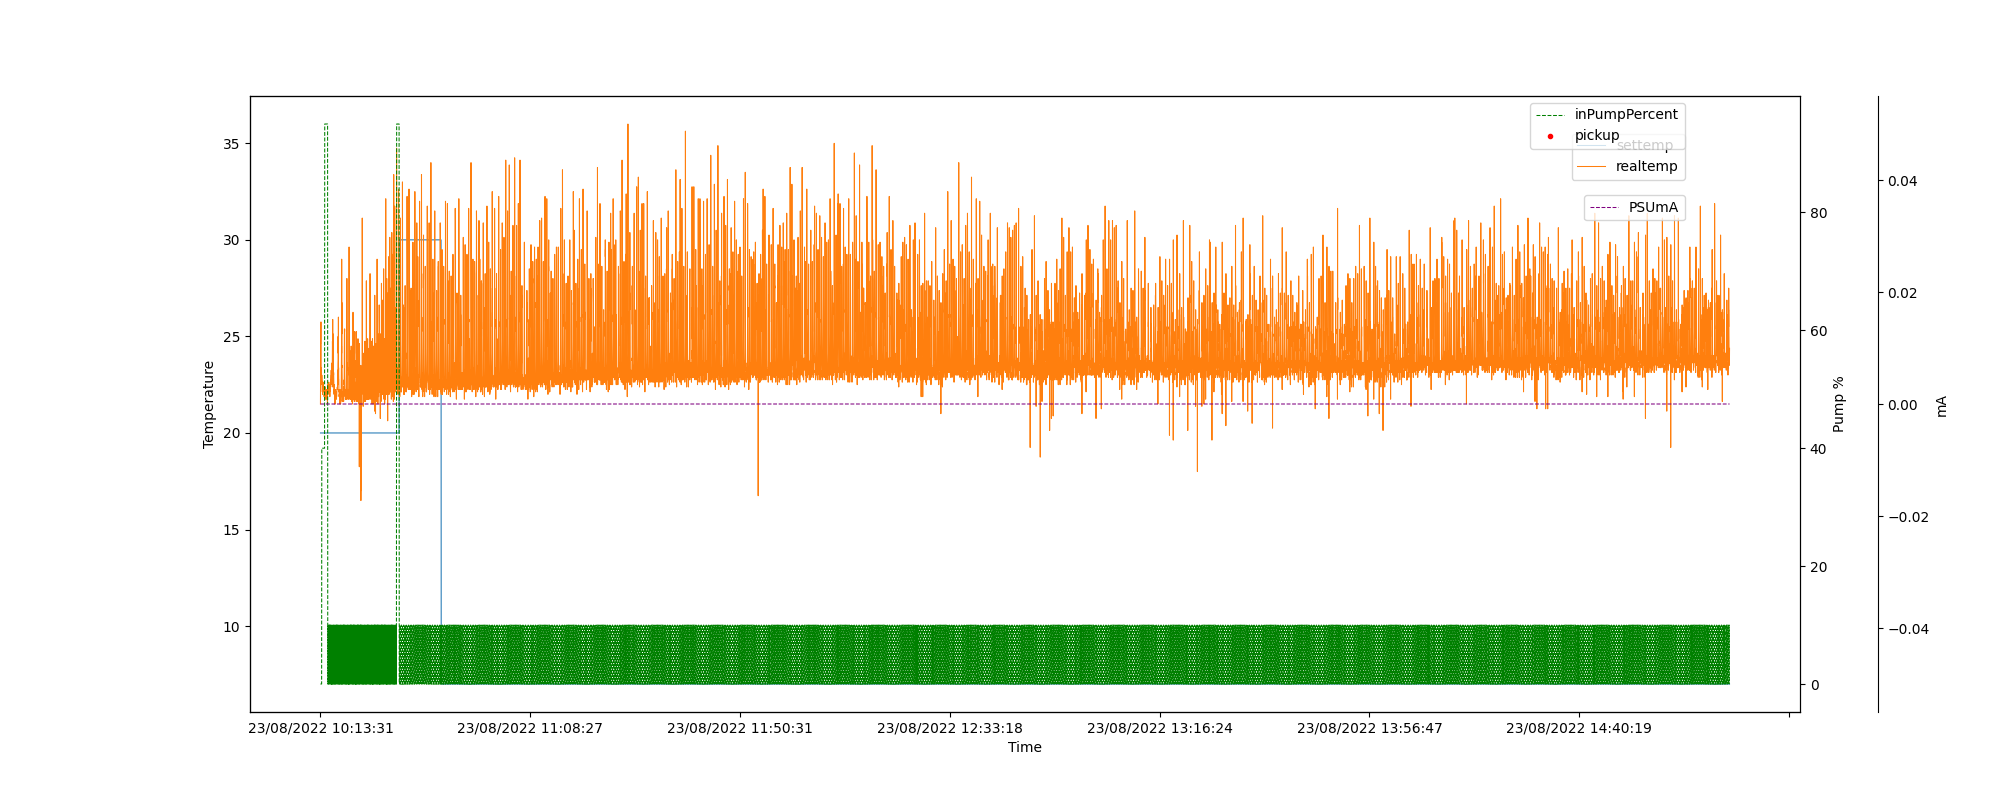 inPumpPercent
pickup
settemp
realtemp
PSUmA
35
30
25
20
15
10
Temperature
80
60
40
20
0
Pump %
0.04
0.02
0.00
−0.02
−0.04
mA
23/08/2022 10:13:31
23/08/2022 11:08:27
23/08/2022 11:50:31
23/08/2022 12:33:18
23/08/2022 13:16:24
23/08/2022 13:56:47
23/08/2022 14:40:19
Time